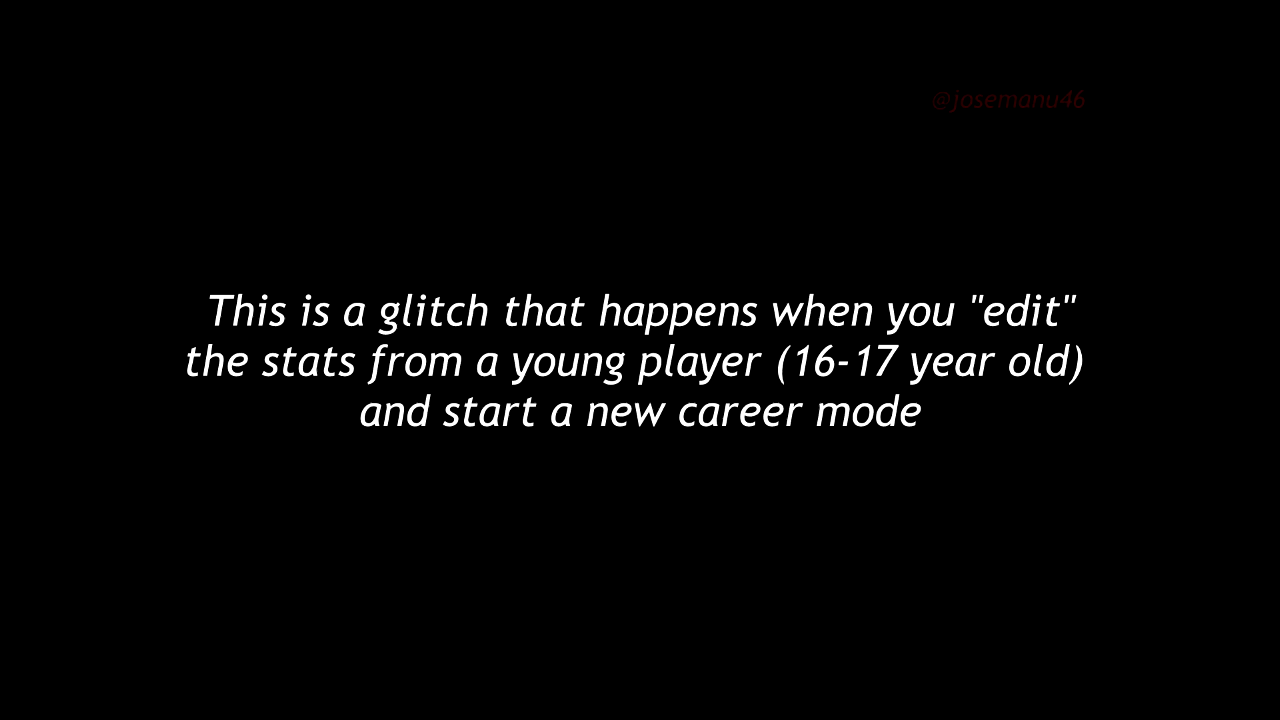 @josemanu46
This is a glitch that happens when you "edit"
the stats from a young player (16-17 year old)
and start a new career mode